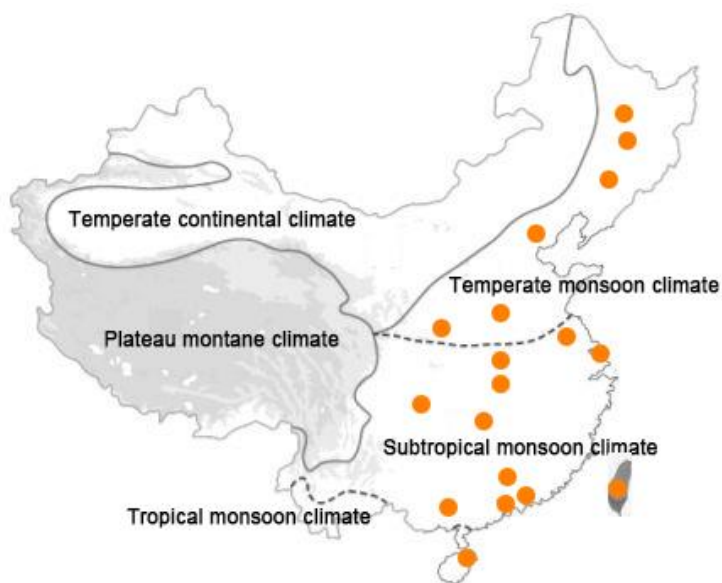 Temperate continental climate
Temperate monsoon climate
Plateau montane climate
Subtropical monsoon climate
Tropical monsoon climate